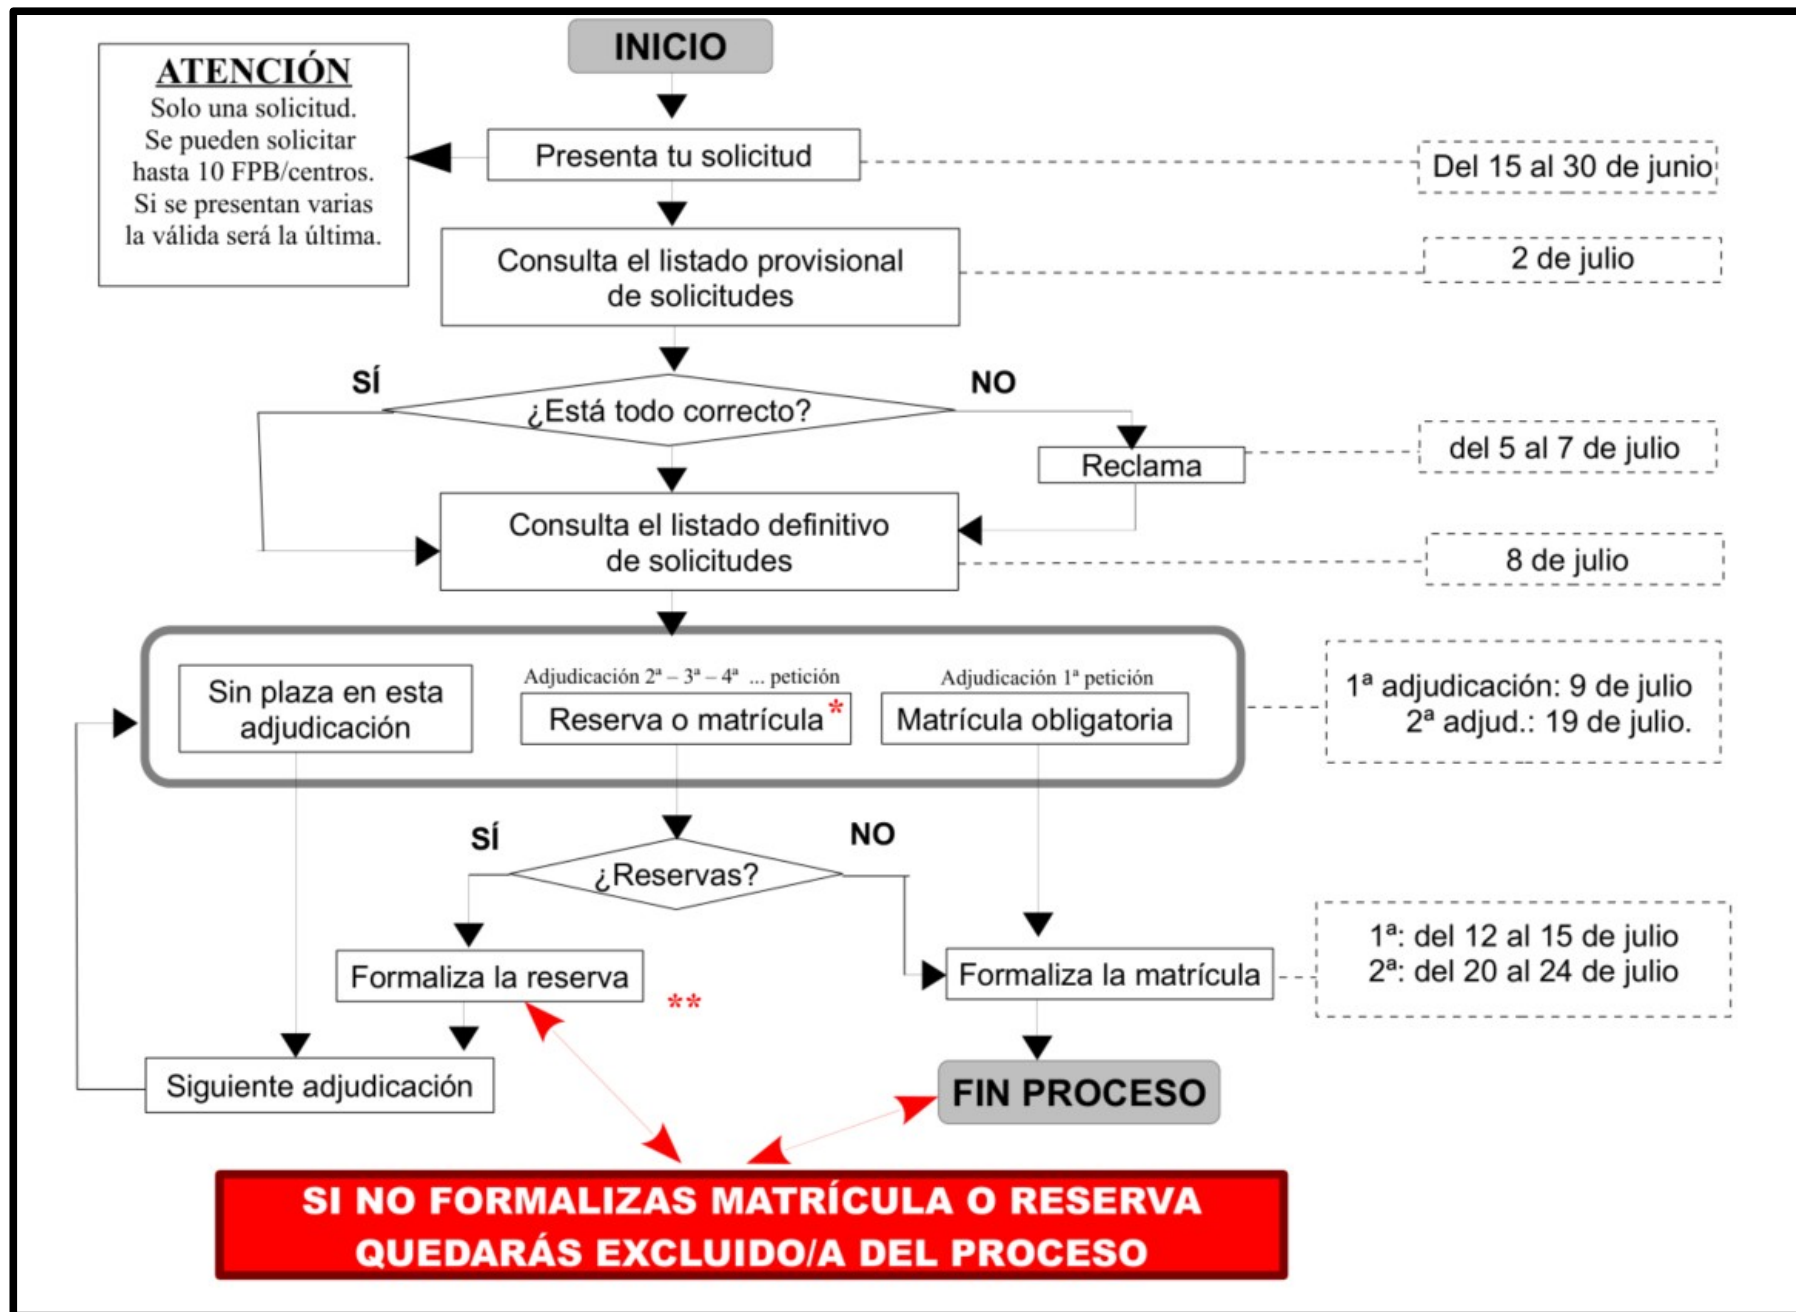 INICIO
ATENCIÓN
Solo una solicitud.
Se pueden solicitar
hasta 10 FPB/centros.
Si se presentan varias
la válida será la última.
Presenta tu solicitud
Del 15 al 30 de junio
Consulta el listado provisional
de solicitudes
2 de julio
SÍ
NO
¿Está todo correcto?
Reclama
del 5 al 7 de julio
Consulta el listado definitivo
de solicitudes
8 de julio
Sin plaza en esta
adjudicación
Adjudicación 2ª – 3ª – 4ª ... petición
Reserva o matrícula *
Adjudicación 1ª petición
Matrícula obligatoria
1ª adjudicación: 9 de julio
2ª adjud.: 19 de julio.
SÍ
NO
¿Reservas?
Formaliza la reserva
**
Formaliza la matrícula
1ª: del 12 al 15 de julio
2ª: del 20 al 24 de julio
Siguiente adjudicación
FIN PROCESO
SI NO FORMALIZAS MATRÍCULA O RESERVA
QUEDARÁS EXCLUIDO/A DEL PROCESO